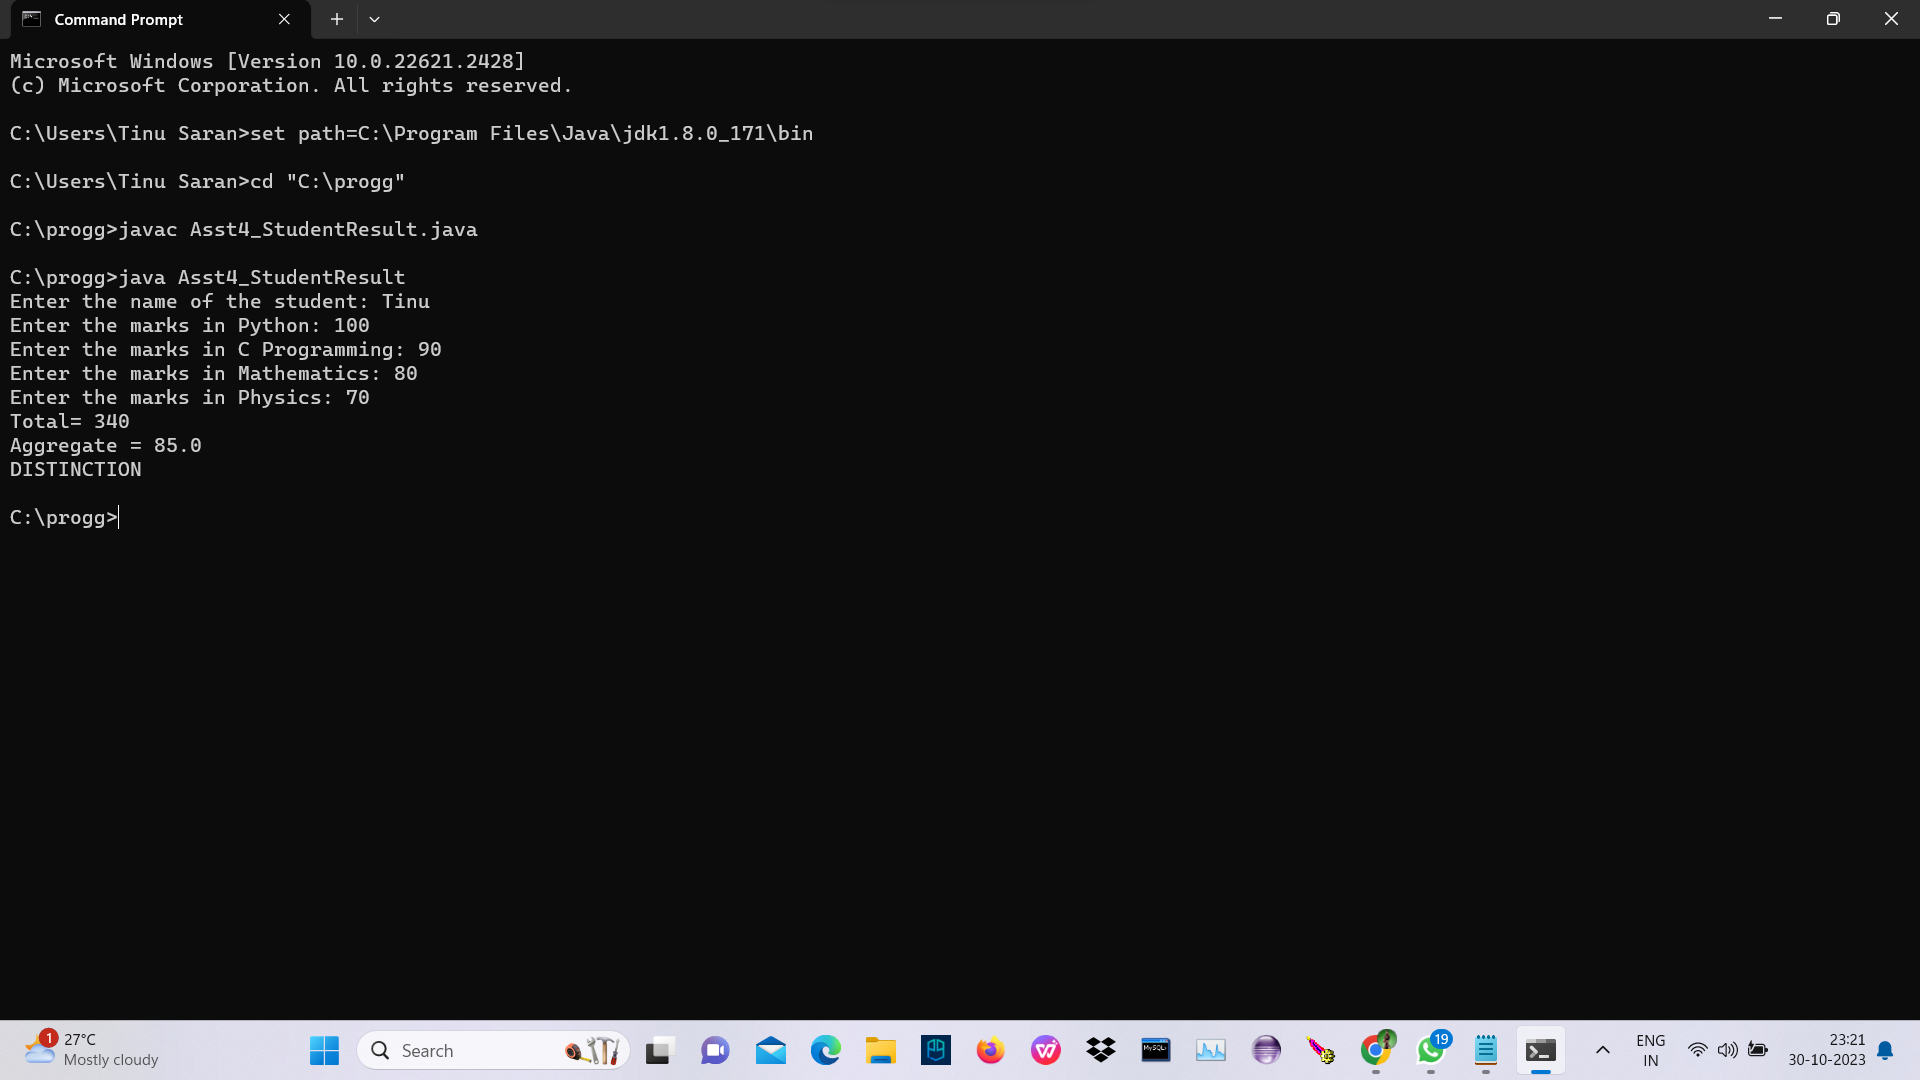 Command Prompt
Microsoft Windows [Version 10.0.22621.2428]
(c) Microsoft Corporation. All rights reserved.
C:\Users\Tinu Saran>set path=C:\Program Files\Java\jdk1.8.0_171\bin
C:\Users\Tinu Saran>cd "C:\progg"
C:\progg>javac Asst4_StudentResult.java
C:\progg>java Asst4_StudentResult
Enter the name of the student: Tinu
Enter the marks in Python: 100
Enter the marks in C Programming: 90
Enter the marks in Mathematics: 80
Enter the marks in Physics: 70
Total= 340
Aggregate = 85.0
DISTINCTION
C:\progg>
1
27°C
Mostly cloudy
Search
MySQL
19
ENG
IN
23:21
30-10-2023